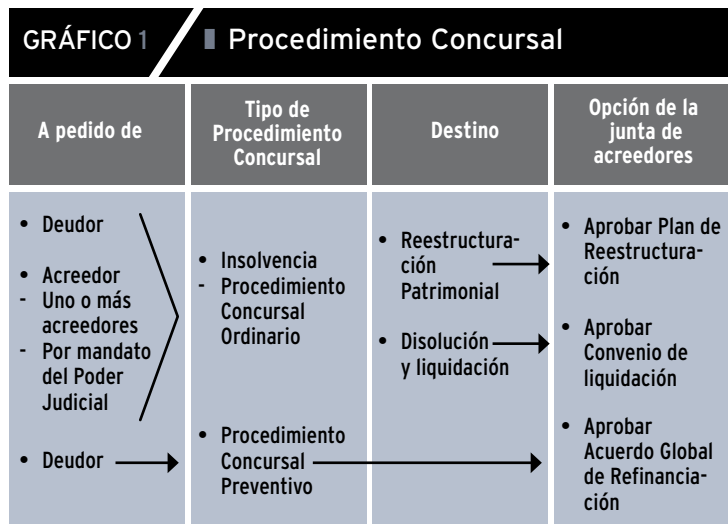 GRÁFICO 1
Procedimiento Concursal
A pedido de
Tipo de
Procedimiento
Concursal
Destino
Opción de la
junta de
acreedores
• Deudor
• Acreedor
- Uno o más
acreedores
- Por mandato
del Poder
Judicial
• Deudor
• Insolvencia
- Procedimiento
Concursal
Ordinario
• Procedimiento
Concursal
Preventivo
• Reestructura-
ción
Patrimonial
• Disolución
y liquidación
• Aprobar Plan de
Reestructura-
ción
• Aprobar
Convenio de
liquidación
• Aprobar
Acuerdo Global
de Refinancia-
ción